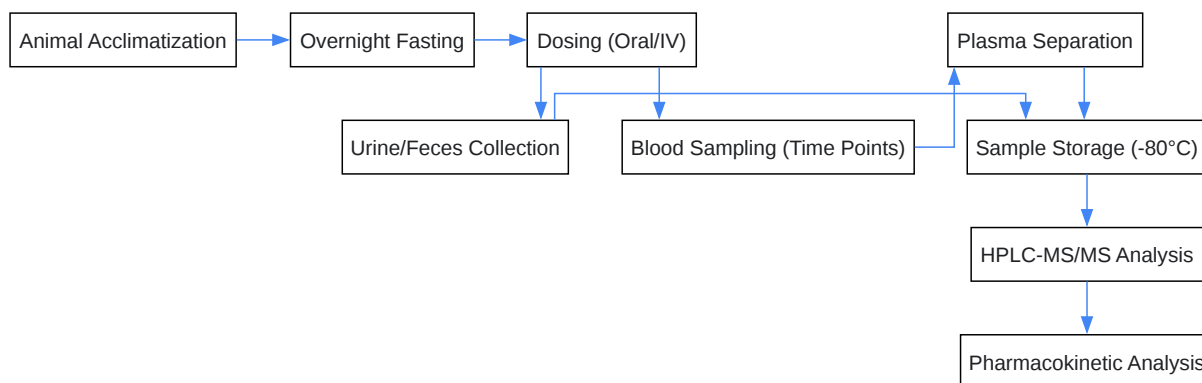 Animal Acclimatization
Overnight Fasting
Dosing (Oral/IV)
Plasma Separation
Urine/Feces Collection
Blood Sampling (Time Points)
Sample Storage (-80°C)
HPLC-MS/MS Analysis
Pharmacokinetic Analysis